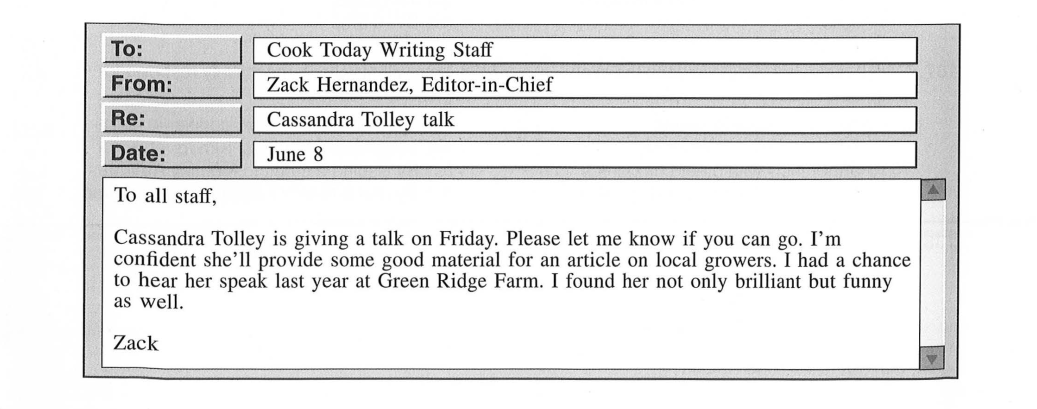 To: Cook Today Writing Staff
From: Zack Hernandez, Editor-in-Chief
Re: Cassandra Tolley talk
Date: June 8
To all staff,
Cassandra Tolley is giving a talk on Friday. Please let me know if you can go. I’m
confident she’ll provide some good material for an article on local growers. I had a chance
to hear her speak last year at Green Ridge Farm. I found her not only brilliant but funny
as well.
Zack